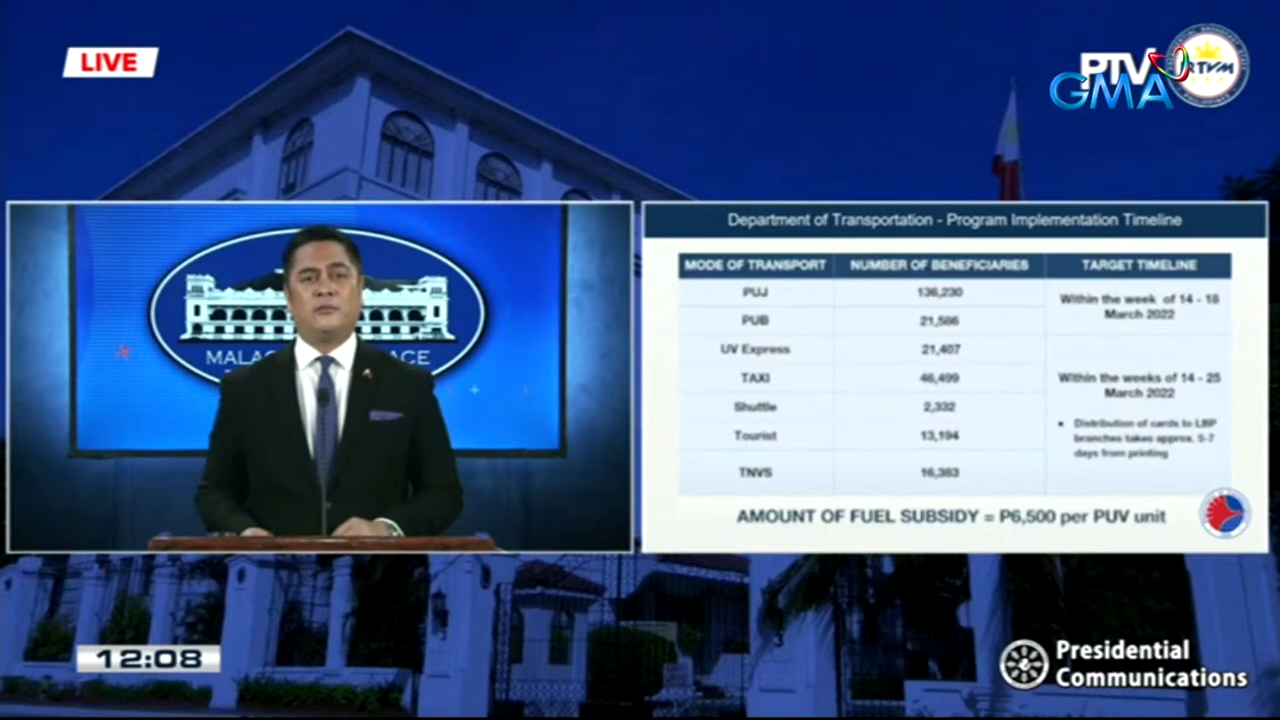 LIVE
PTV
GMA
RTVM
Department of Transportation - Program Implementation Timeline
MODE OF TRANSPORT NUMBER OF BENEFICIARIES TARGET TIMELINE
PUJ 136,230
Within the week of 14 - 18
March 2022
PUB 21,586
UV Express 21,407
TAXI 46,499
Within the weeks of 14 - 25
March 2022
Shuttle 2,332
• Distribution of cards to LBP
branches takes approx. 5-7
days from printing
Tourist 13,194
TNVS 16,383
AMOUNT OF FUEL SUBSIDY = P6,500 per PUV unit
MALAC ACE
12:08
Presidential
Communications